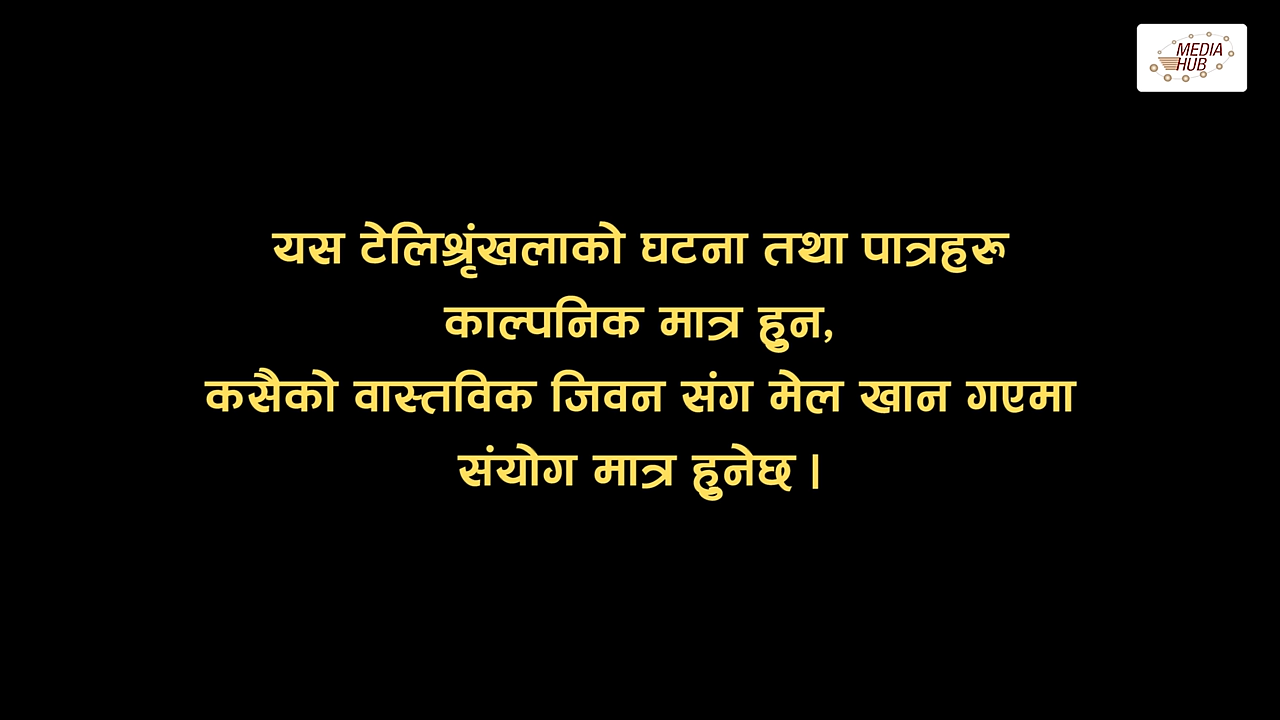 MEDIA
HUB
यस टेलिश्रृंखलाको घटना तथा पात्रहरू
काल्पनिक मात्र हुन,
कसैको वास्तविक जिवन संग मेल खान गएमा
संयोग मात्र हुनेछ ।